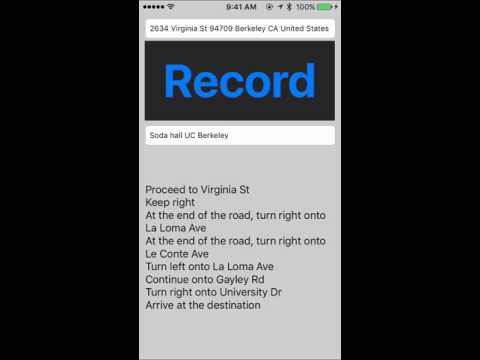 9:41 AM 100%
2634 Virginia St 94709 Berkeley CA United States
Record
Soda hall UC Berkeley
Proceed to Virginia St
Keep right
At the end of the road, turn right onto
La Loma Ave
At the end of the road, turn right onto
Le Conte Ave
Turn left onto La Loma Ave
Continue onto Gayley Rd
Turn right onto University Dr
Arrive at the destination